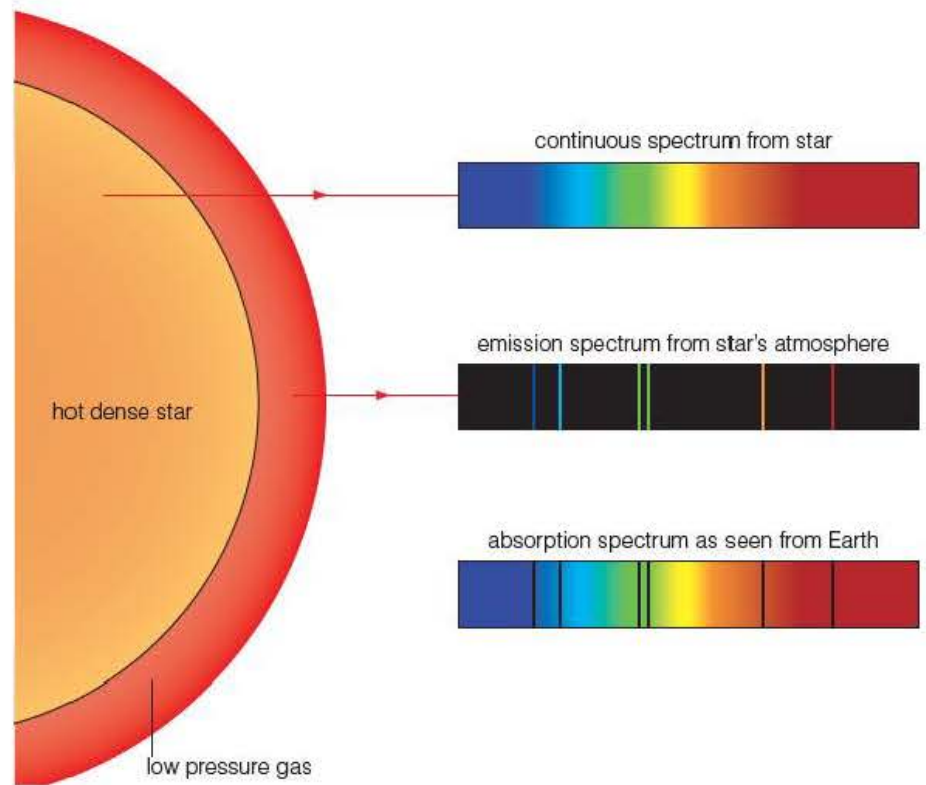 continuous spectrum from star
emission spectrum from star's atmosphere
hot dense star
absorption spectrum as seen from Earth
low pressure gas